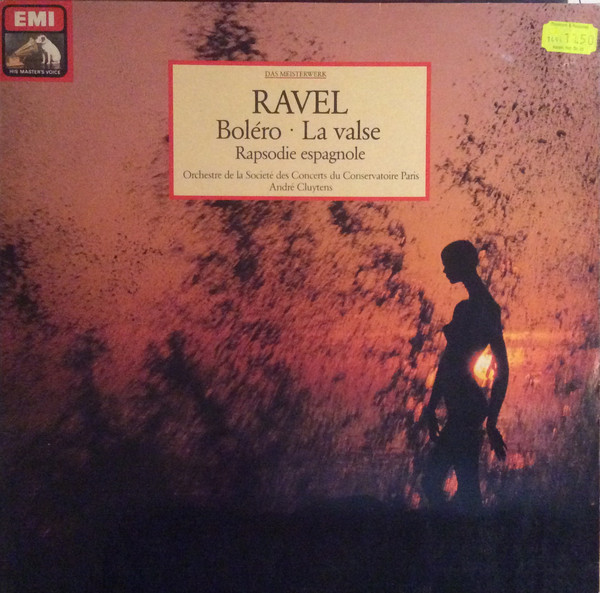 EMI
HIS MASTER'S VOICE
DAS MEISTERWERK
RAVEL
Boléro · La valse
Rapsodie espagnole
Orchestre de la Societé des Concerts du Conservatoire Paris
André Cluytens